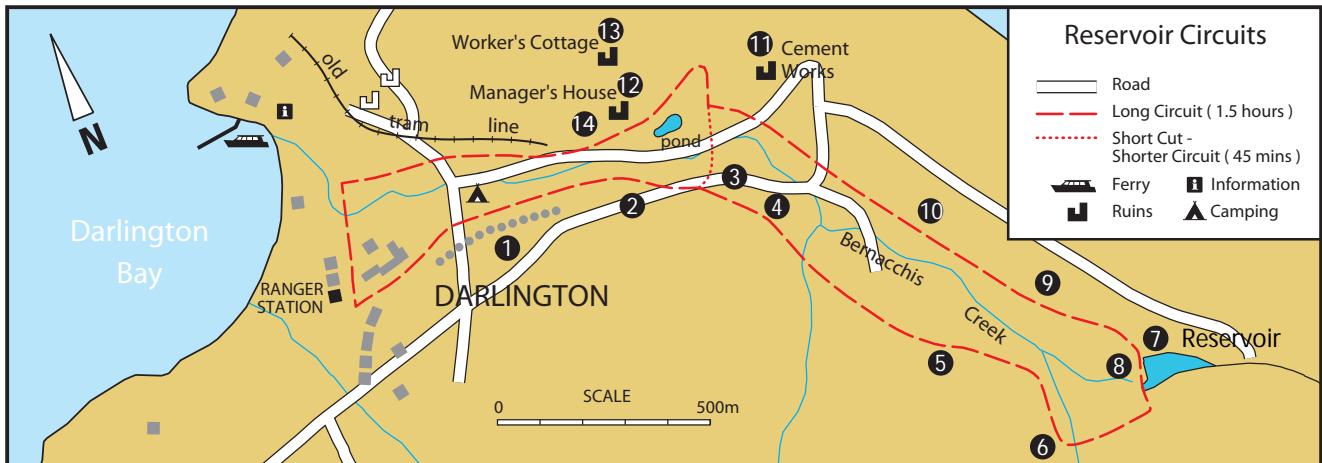 Reservoir Circuits
Road
Long Circuit ( 1.5 hours )
Short Cut -
Shorter Circuit ( 45 mins )
Ferry
i Information
Ruins
Camping
N
old
tram line
i
Worker's Cottage 13
Manager's House 12
14
11 Cement
Works
pond
3
2
4
10
1
Darlington
Bay
RANGER
STATION
DARLINGTON
Bernacchis
Creek
9
7 Reservoir
8
5
6
SCALE
0 500m